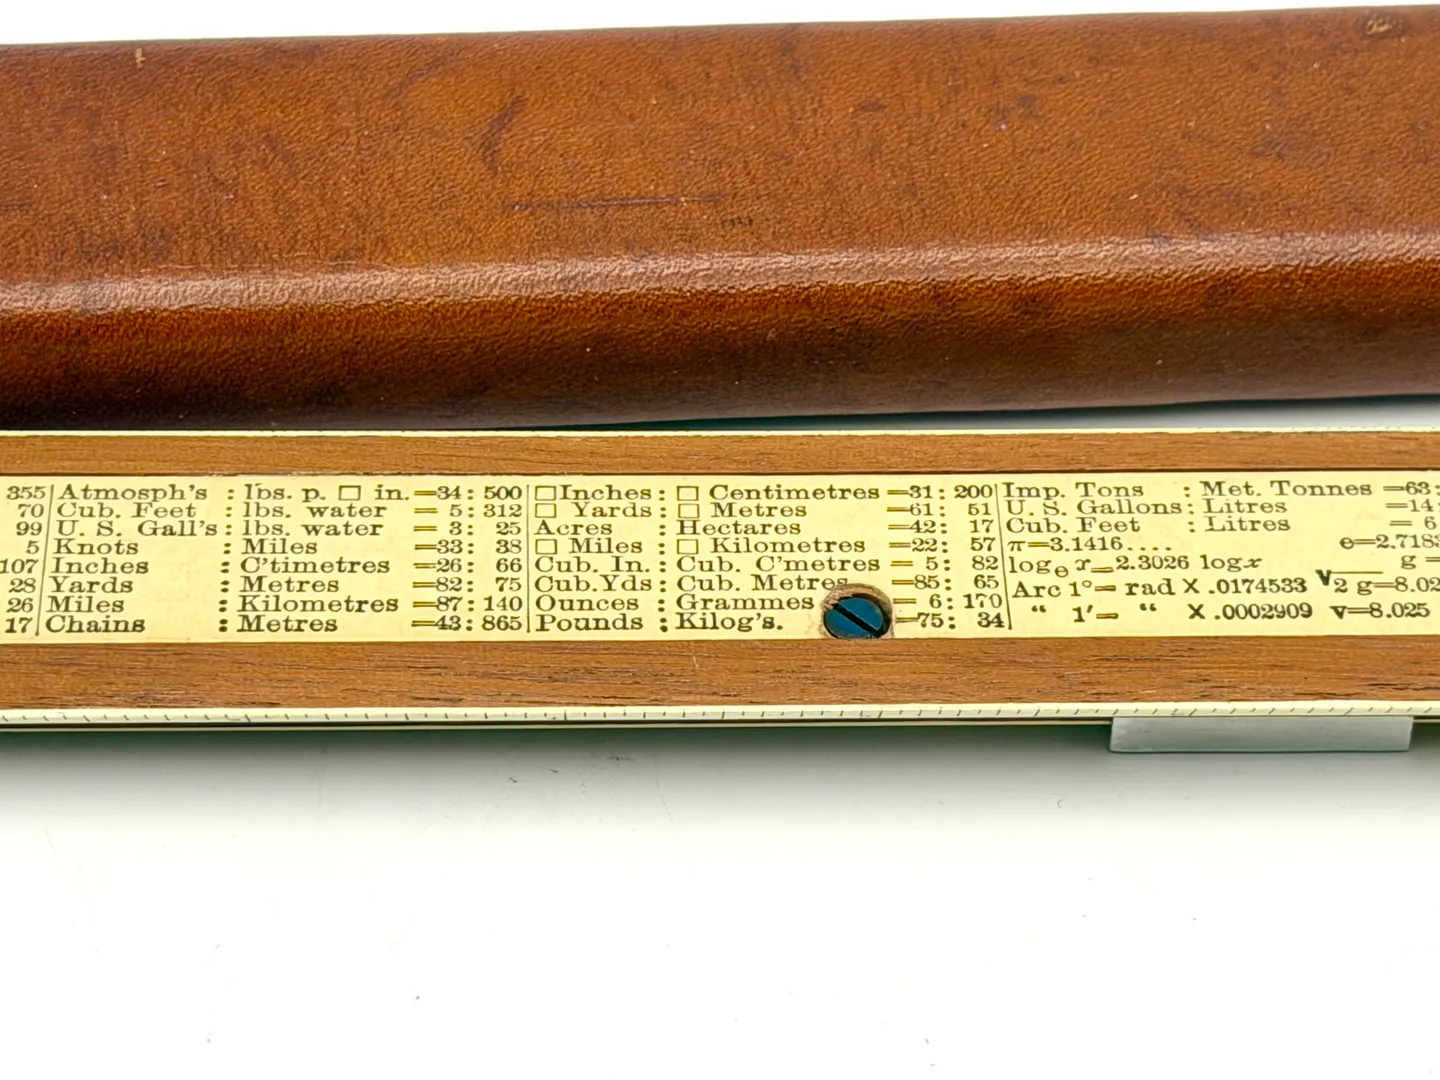 355 Atmosph's : lbs. p. □ in. =34: 500 □Inches : □ Centimetres =31: 200 Imp. Tons : Met. Tonnes =63:
70 Cub. Feet : lbs. water = 5: 312 □ Yards : □ Metres =61: 51 U. S. Gallons : Litres =14:
99 U. S. Gall's : lbs. water = 3: 25 Acres : Hectares =42: 17 Cub. Feet : Litres = 6
5 Knots : Miles =33: 38 □ Miles : □ Kilometres =22: 57 π=3.1416.... e=2.7183
107 Inches : C'timetres =26: 66 Cub. In. : Cub. C'metres = 5: 82 logₑ x=2.3026 log x g=
28 Yards : Metres =82: 75 Cub.Yds : Cub. Metres =85: 65 Arc 1°= rad X .0174533 √2 g=8.02
26 Miles : Kilometres =87: 140 Ounces : Grammes = 6: 170 " 1'= " X .0002909 v=8.025
17 Chains : Metres =43: 865 Pounds : Kilog's. =75: 34